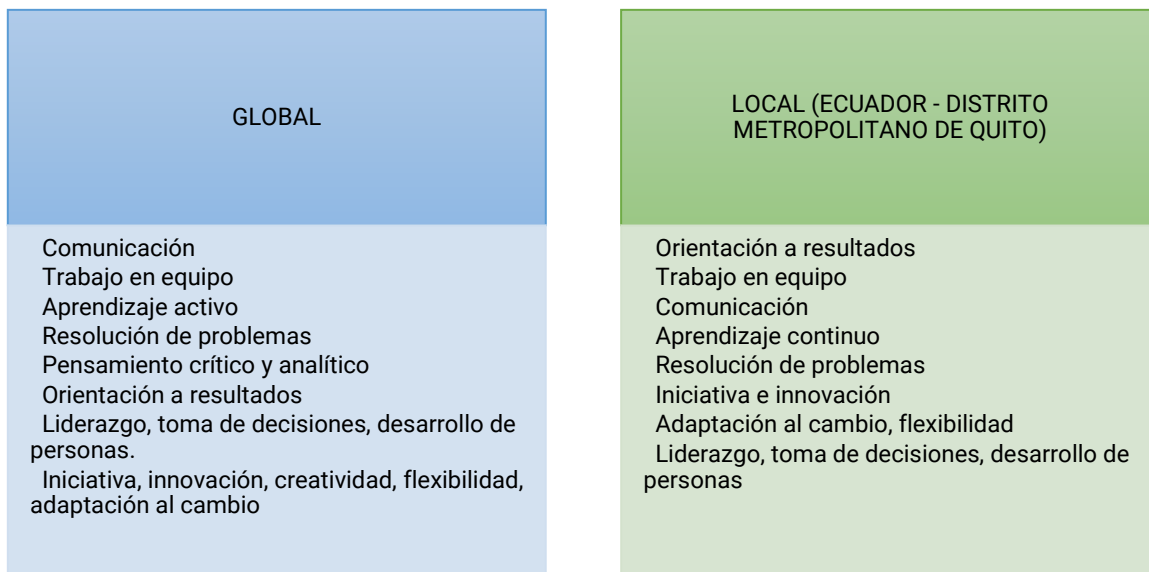 GLOBAL
Comunicación
Trabajo en equipo
Aprendizaje activo
Resolución de problemas
Pensamiento crítico y analítico
Orientación a resultados
Liderazgo, toma de decisiones, desarrollo de
personas.
Iniciativa, innovación, creatividad, flexibilidad,
adaptación al cambio
LOCAL (ECUADOR - DISTRITO
METROPOLITANO DE QUITO)
Orientación a resultados
Trabajo en equipo
Comunicación
Aprendizaje continuo
Resolución de problemas
Iniciativa e innovación
Adaptación al cambio, flexibilidad
Liderazgo, toma de decisiones, desarrollo de
personas